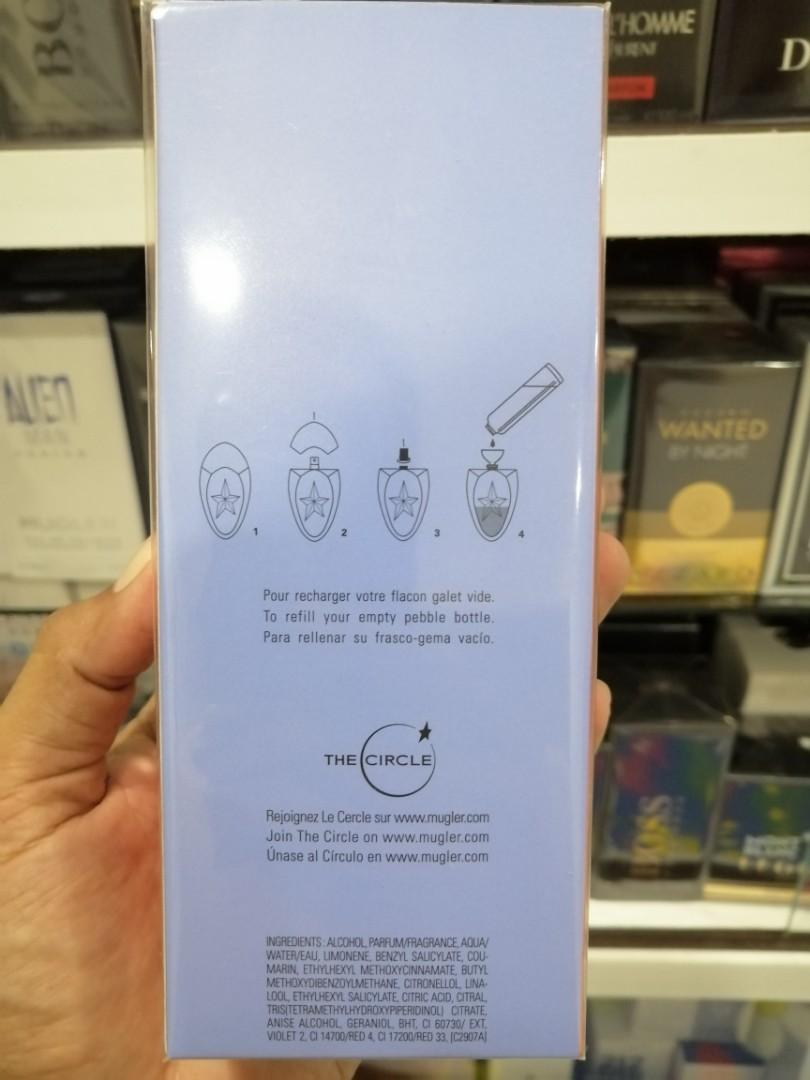 L'HOMME
D
ALIEN
MAN
WANTED
BY NIGHT
1
2
3
4
Pour recharger votre flacon galet vide.
To refill your empty pebble bottle.
Para rellenar su frasco-gema vacío.
THE CIRCLE
Rejoignez Le Cercle sur www.mugler.com
Join The Circle on www.mugler.com
Únase al Círculo en www.mugler.com
BOSS
INGREDIENTS : ALCOHOL, PARFUM/FRAGRANCE, AQUA/
WATER/EAU, LIMONENE, BENZYL SALICYLATE, COU-
MARIN, ETHYLHEXYL METHOXYCINNAMATE, BUTYL
METHOXYDIBENZOYLMETHANE, CITRONELLOL, LINA-
LOOL, ETHYLHEXYL SALICYLATE, CITRIC ACID, CITRAL,
TRIS(TETRAMETHYLHYDROXYPIPERIDINOL) CITRATE,
ANISE ALCOHOL, GERANIOL, BHT, CI 60730/ EXT.
VIOLET 2, CI 14700/RED 4, CI 17200/RED 33, [C2907A]